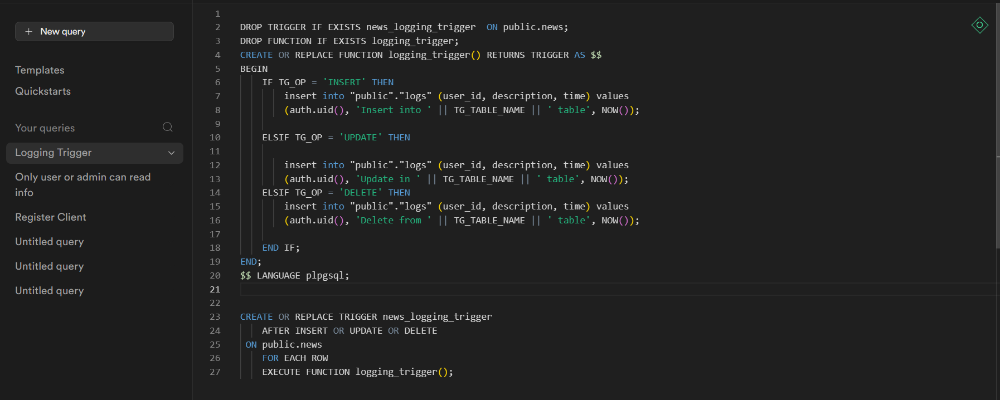 New query
Templates
Quickstarts
Your queries
Logging Trigger
Only user or admin can read
info
Register Client
Untitled query
Untitled query
Untitled query
1
2 DROP TRIGGER IF EXISTS news_logging_trigger  ON public.news;
3 DROP FUNCTION IF EXISTS logging_trigger;
4 CREATE OR REPLACE FUNCTION logging_trigger() RETURNS TRIGGER AS $$
5 BEGIN
6     IF TG_OP = 'INSERT' THEN
7         insert into "public"."logs" (user_id, description, time) values
8         (auth.uid(), 'Insert into ' || TG_TABLE_NAME || ' table', NOW());
9
10     ELSIF TG_OP = 'UPDATE' THEN
11
12         insert into "public"."logs" (user_id, description, time) values
13         (auth.uid(), 'Update in ' || TG_TABLE_NAME || ' table', NOW());
14     ELSIF TG_OP = 'DELETE' THEN
15         insert into "public"."logs" (user_id, description, time) values
16         (auth.uid(), 'Delete from ' || TG_TABLE_NAME || ' table', NOW());
17
18     END IF;
19 END;
20 $$ LANGUAGE plpgsql;
21
22
23 CREATE OR REPLACE TRIGGER news_logging_trigger
24     AFTER INSERT OR UPDATE OR DELETE
25  ON public.news
26     FOR EACH ROW
27     EXECUTE FUNCTION logging_trigger();